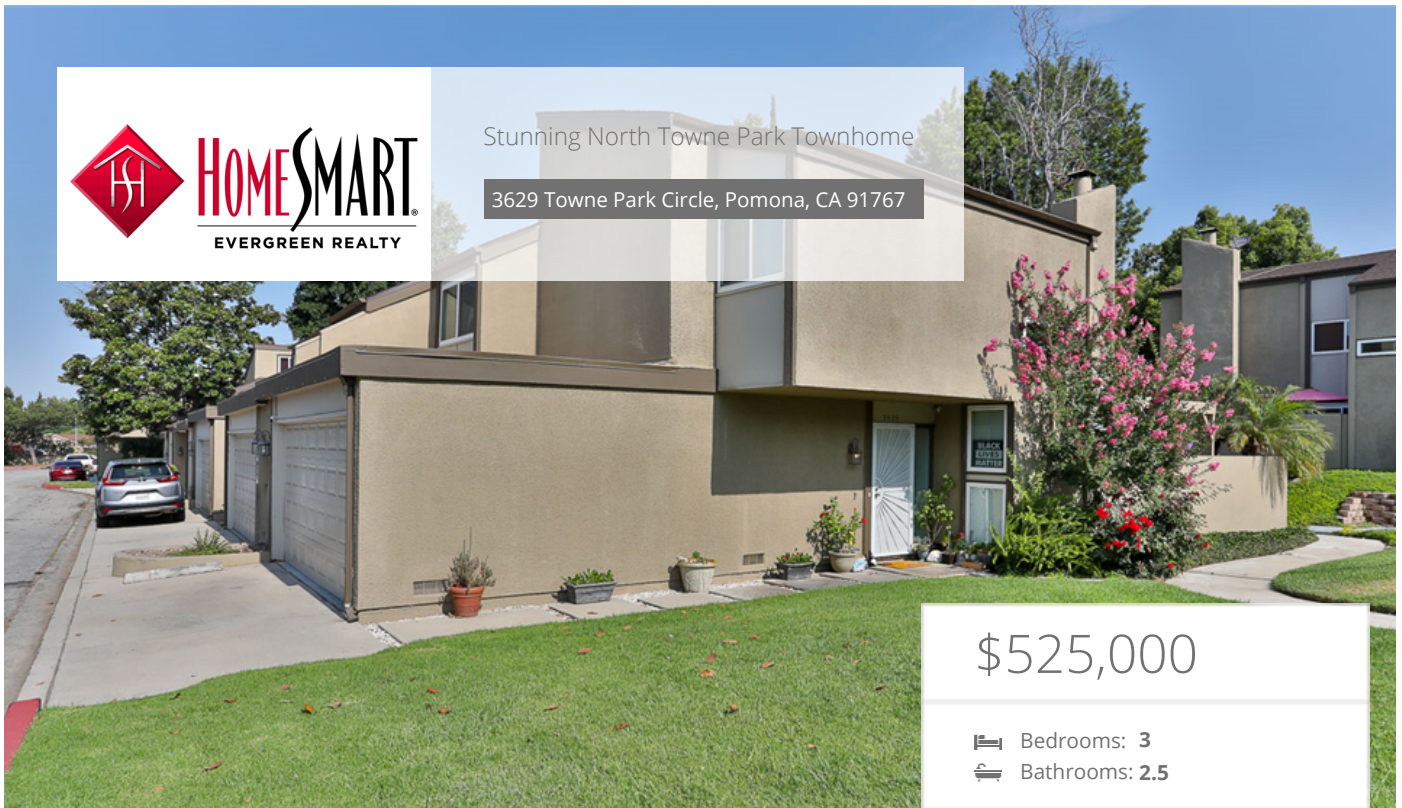 HOMESMART
EVERGREEN REALTY
Stunning North Towne Park Townhome
3629 Towne Park Circle, Pomona, CA 91767
BLACK
LIVES
MATTER
$525,000
Bedrooms: 3
Bathrooms: 2.5